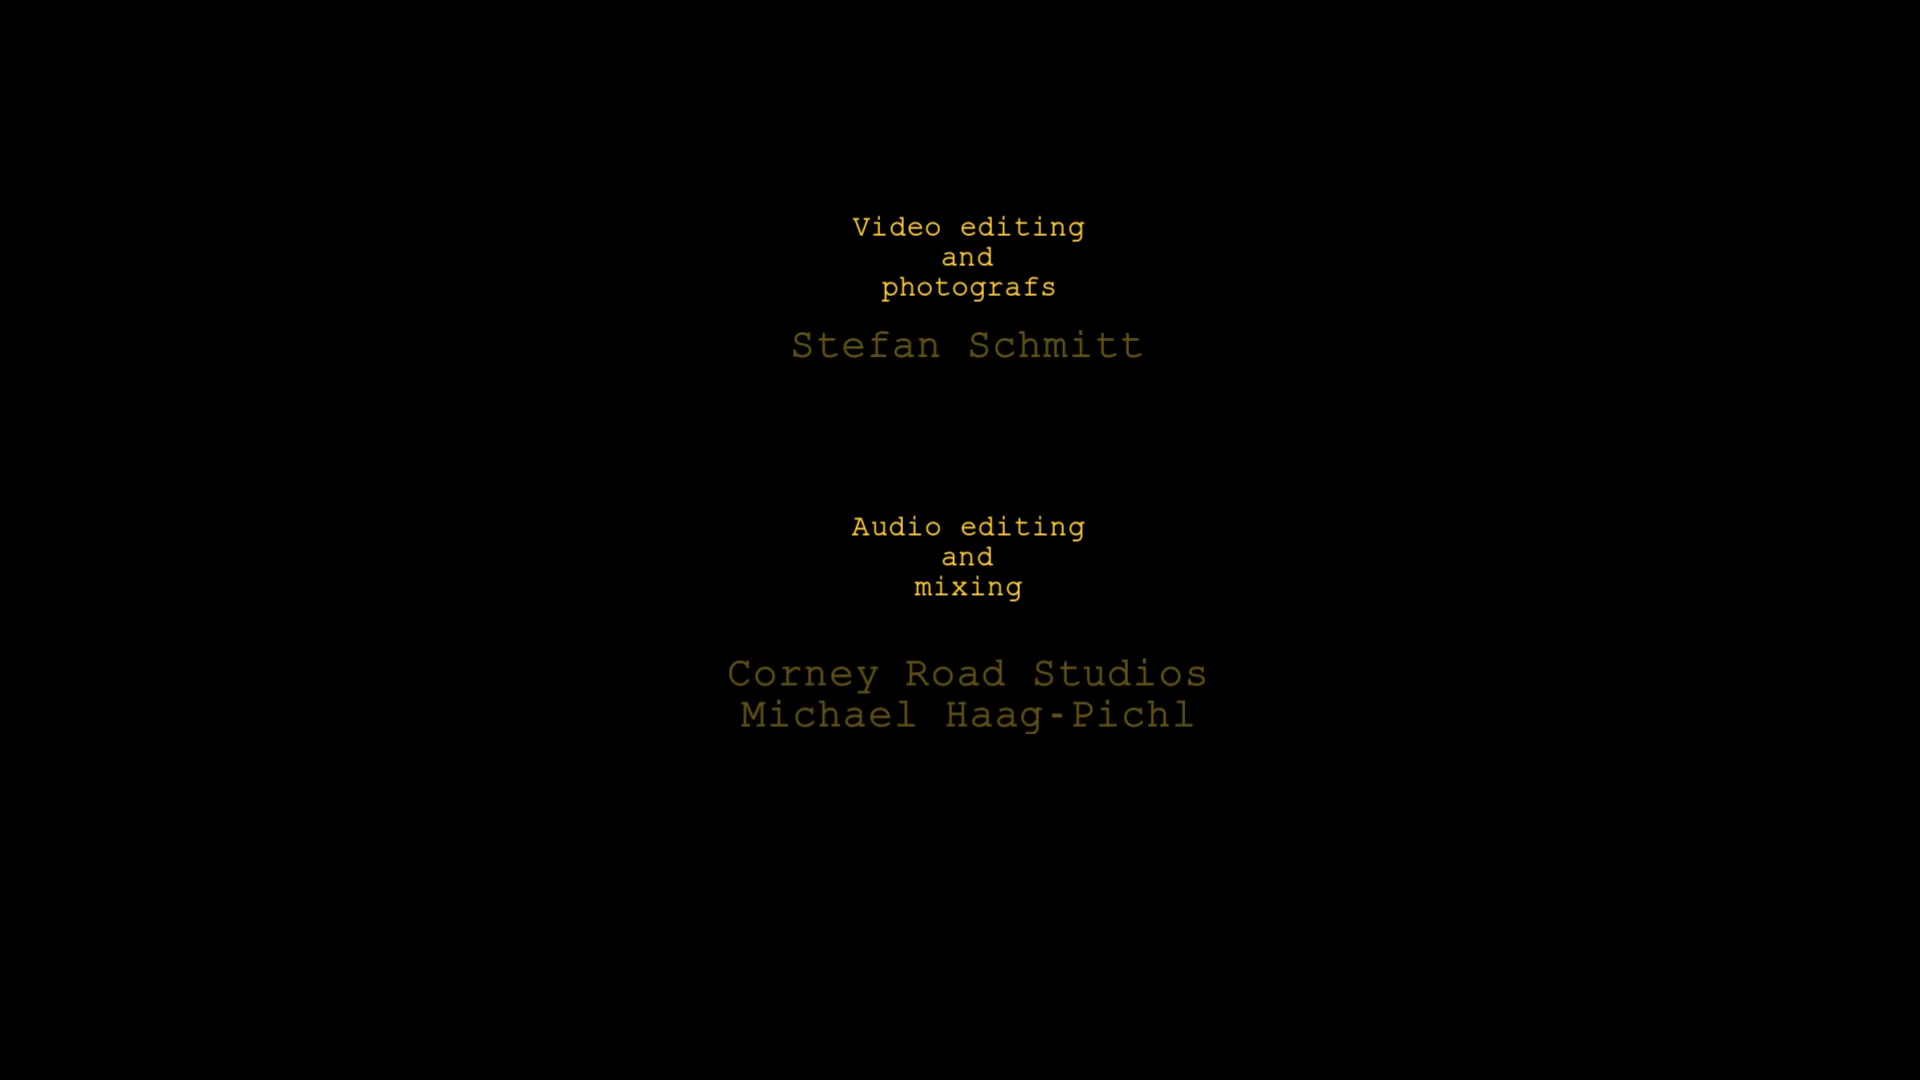 Video editing
and
photografs
Stefan Schmitt
Audio editing
and
mixing
Corney Road Studios
Michael Haag-Pichl